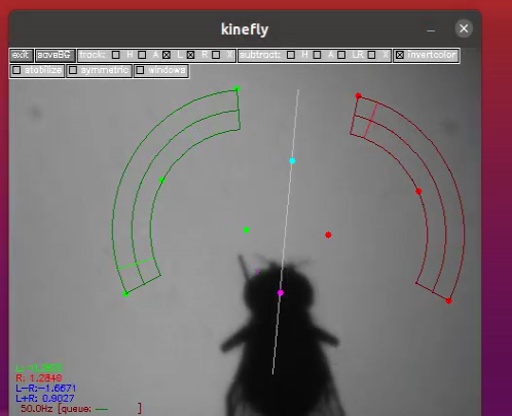 kinefly
exit saveBG track: H A L R X subtract: H A LR X invertcolor
stabilize symmetric windows
L:
R: 1.2840
L-R:-1.6671
L+R: 0.9027
50.0Hz [queue: ]